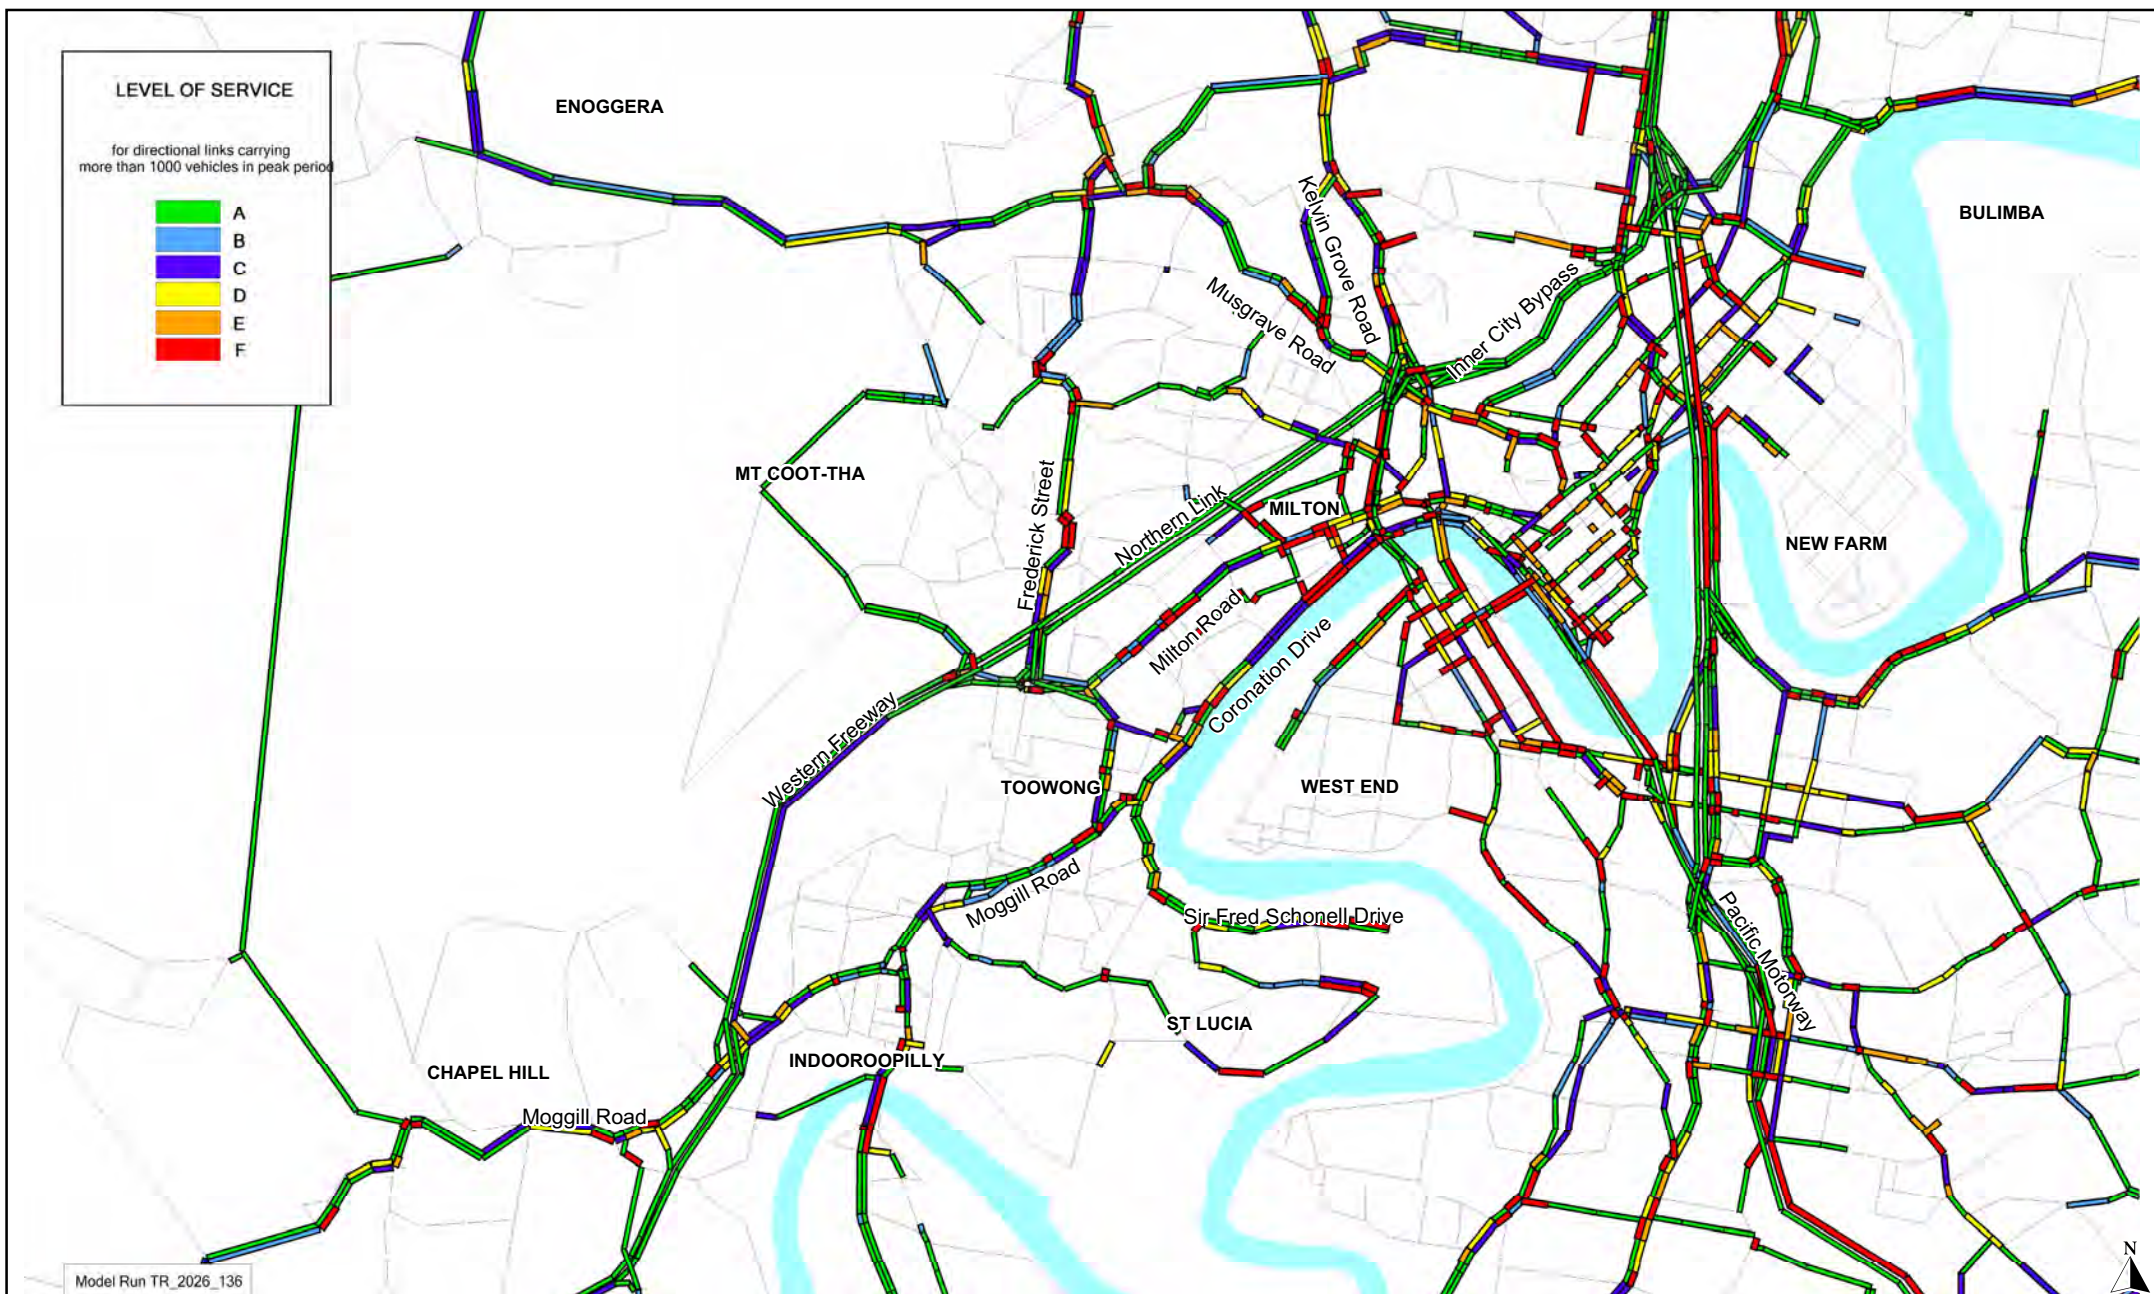 LEVEL OF SERVICE
for directional links carrying
more than 1000 vehicles in peak period
A
B
C
D
E
F
ENOGGERA
BULIMBA
Kelvin Grove Road
Inner City Bypass
Musgrave Road
MT COOT-THA
Frederick Street
Northern Link
MILTON
NEW FARM
Milton Road
Coronation Drive
Western Freeway
TOOWONG
WEST END
Moggill Road
Sir Fred Schonell Drive
Pacific Motorway
ST LUCIA
INDOOROOPILLY
CHAPEL HILL
Moggill Road
Model Run TR_2026_136
N